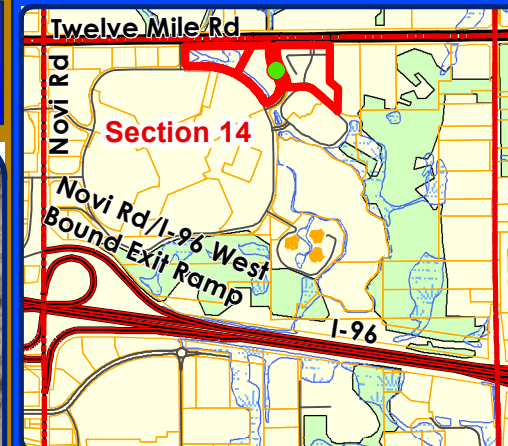 Twelve Mile Rd
Novi Rd
Section 14
Novi Rd/I-96 West
Bound Exit Ramp
I-96